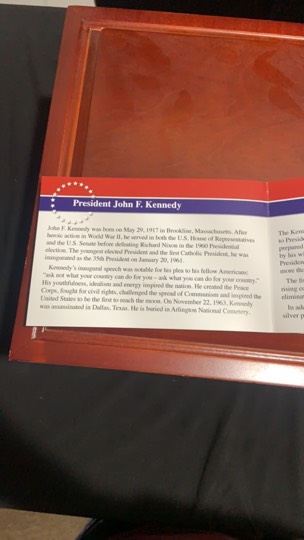 President John F. Kennedy
John F. Kennedy was born on May 29, 1917 in Brookline, Massachusetts. After
heroic action in World War II, he served in both the U.S. House of Representatives
and the U.S. Senate before defeating Richard Nixon in the 1960 Presidential
election. The youngest elected President and the first Catholic President, he was
inaugurated as the 35th President on January 20, 1961.
Kennedy's inaugural speech was notable for his plea to his fellow Americans:
"ask not what your country can do for you – ask what you can do for your country."
His youthfulness, idealism and energy inspired the nation. He created the Peace
Corps, fought for civil rights, challenged the spread of Communism and inspired the
United States to be the first to reach the moon. On November 22, 1963, Kennedy
was assassinated in Dallas, Texas. He is buried in Arlington National Cemetery.
The Kenn
to Preside
prepared
by his wi
Presiden
more tha
The fi
rising co
eliminat
In add
silver p